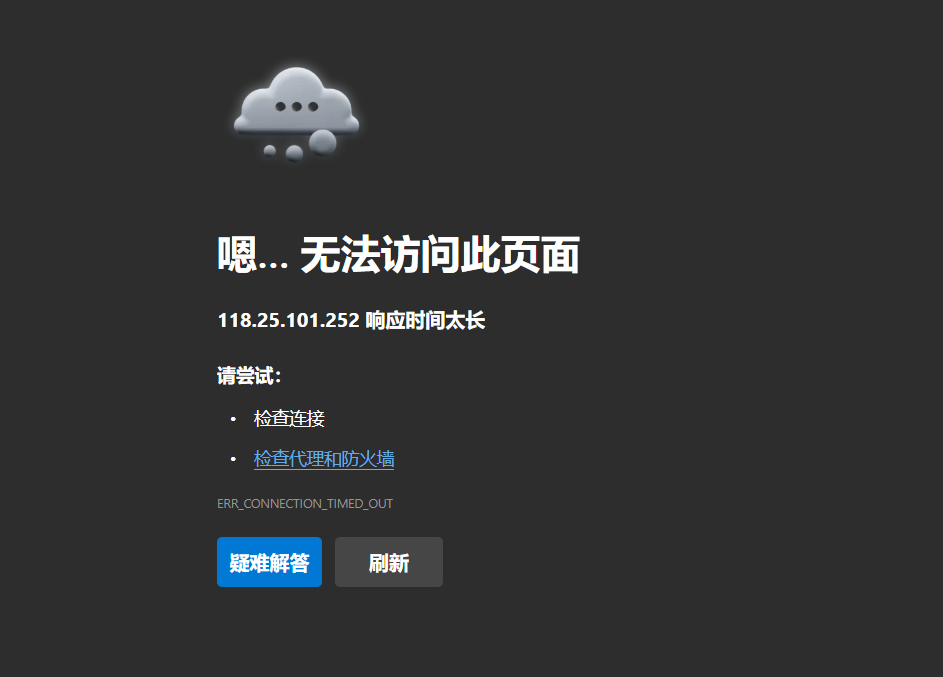 嗯... 无法访问此页面
118.25.101.252 响应时间太长
请尝试：
• 检查连接
• 检查代理和防火墙
ERR_CONNECTION_TIMED_OUT
疑难解答 刷新